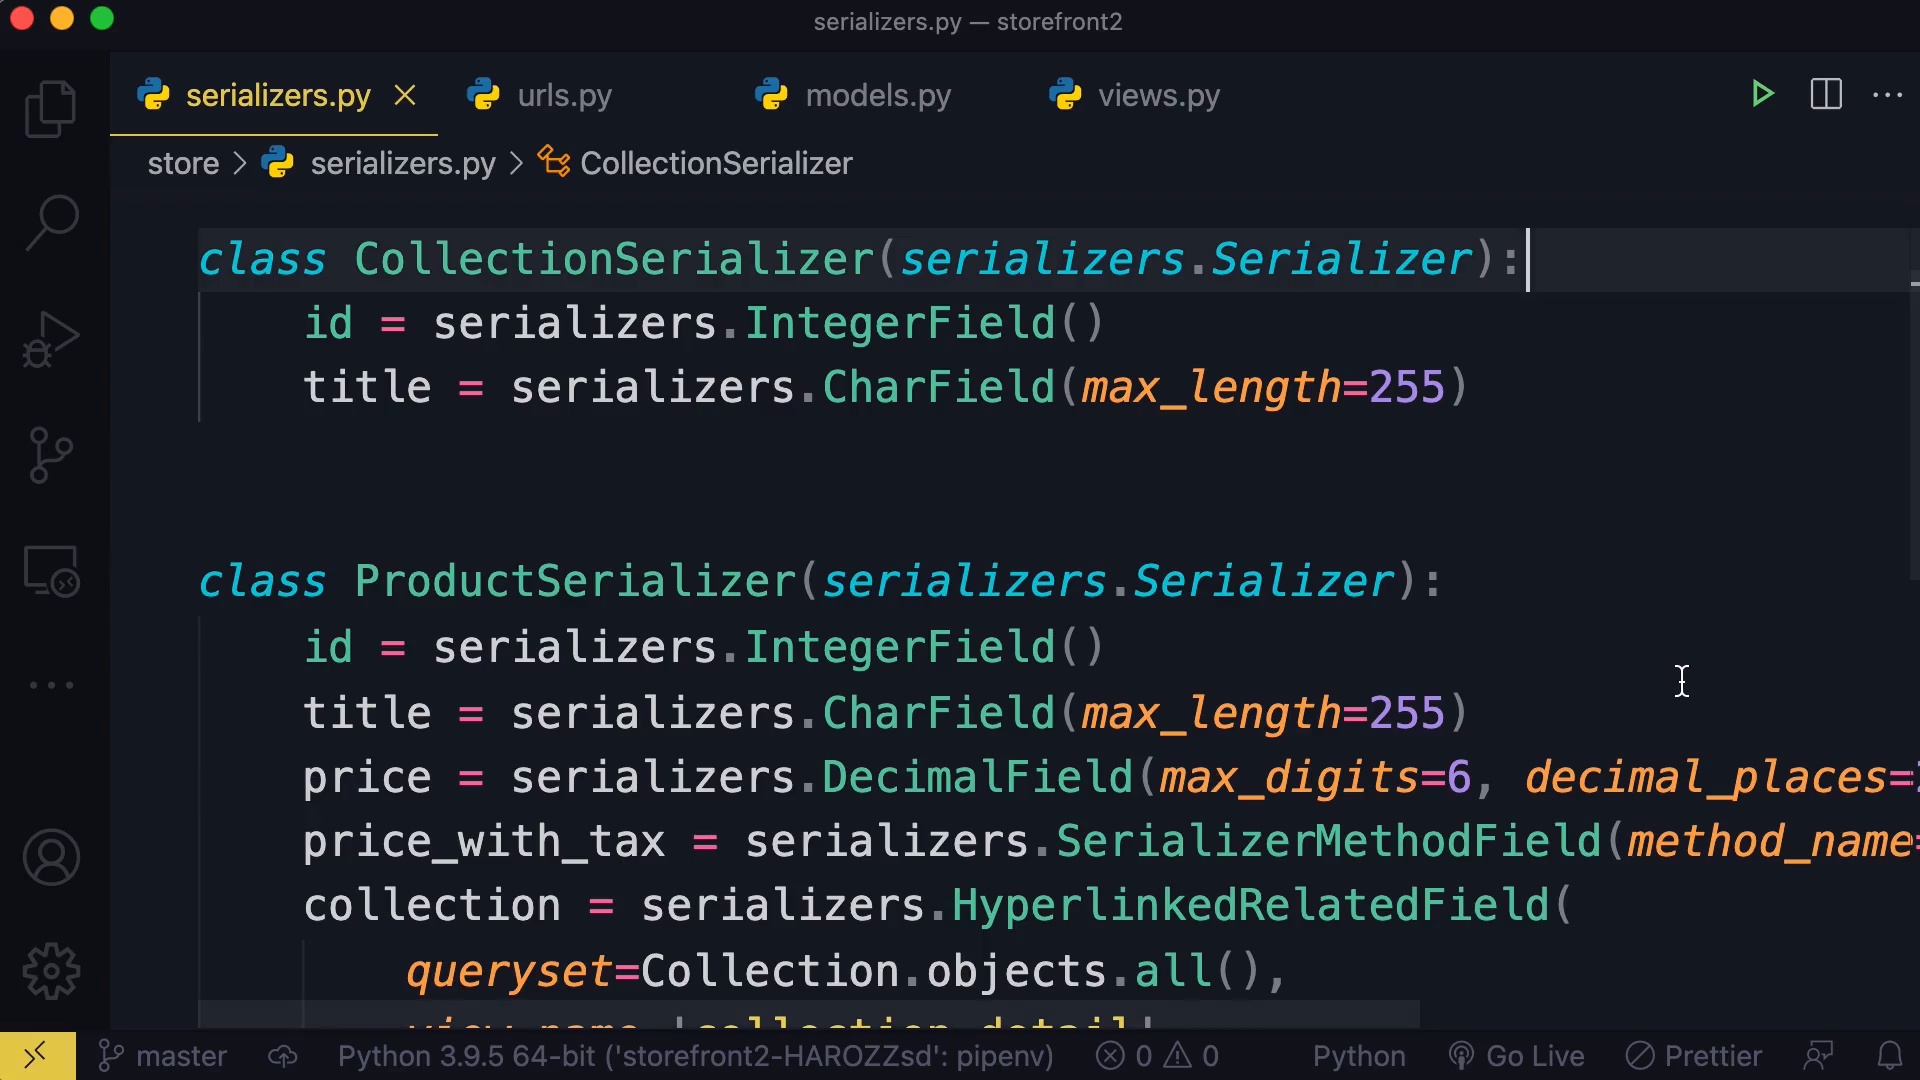 serializers.py — storefront2
serializers.py urls.py models.py views.py
store > serializers.py > CollectionSerializer
class CollectionSerializer(serializers.Serializer):
    id = serializers.IntegerField()
    title = serializers.CharField(max_length=255)
class ProductSerializer(serializers.Serializer):
    id = serializers.IntegerField()
    title = serializers.CharField(max_length=255)
    price = serializers.DecimalField(max_digits=6, decimal_places=
    price_with_tax = serializers.SerializerMethodField(method_name=
    collection = serializers.HyperlinkedRelatedField(
        queryset=Collection.objects.all(),
master Python 3.9.5 64-bit ('storefront2-HAROZZsd': pipenv) 0 0 Python Go Live Prettier